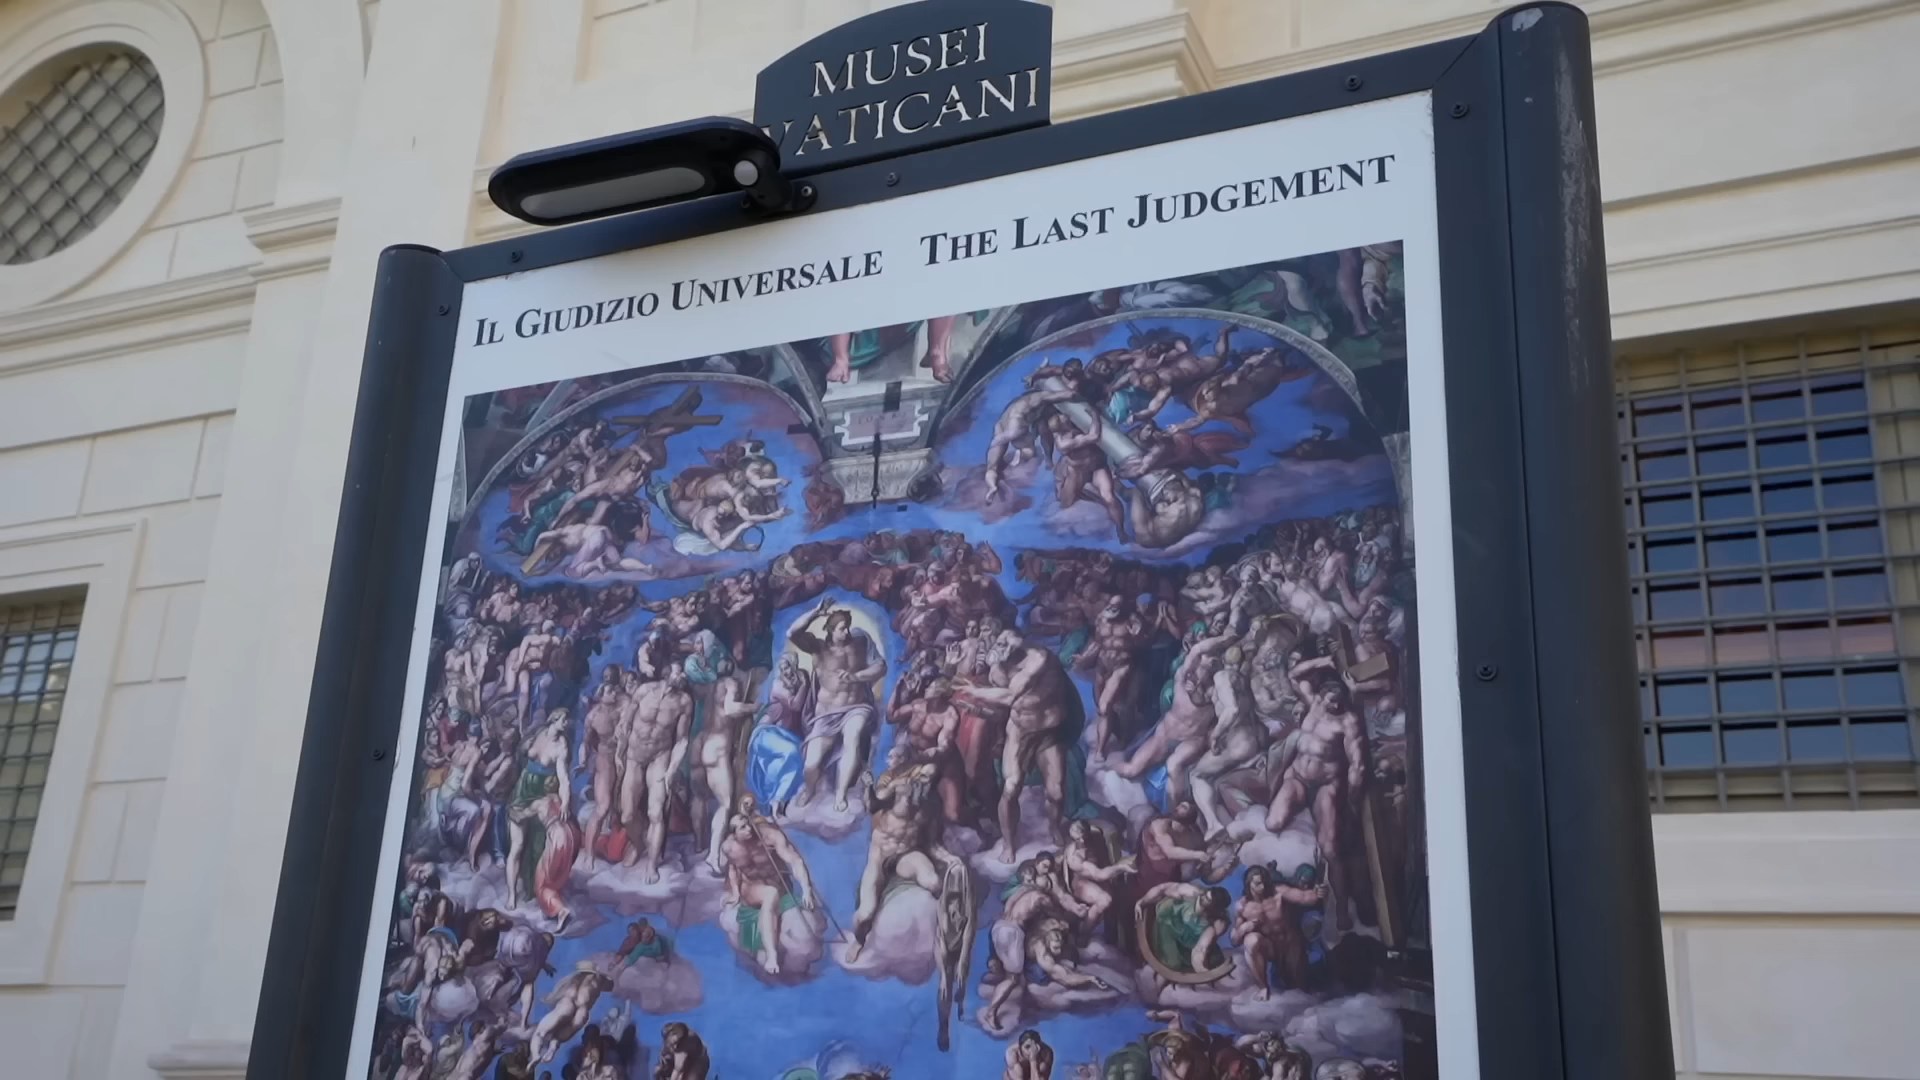 MUSEI
VATICANI
IL GIUDIZIO UNIVERSALE THE LAST JUDGEMENT